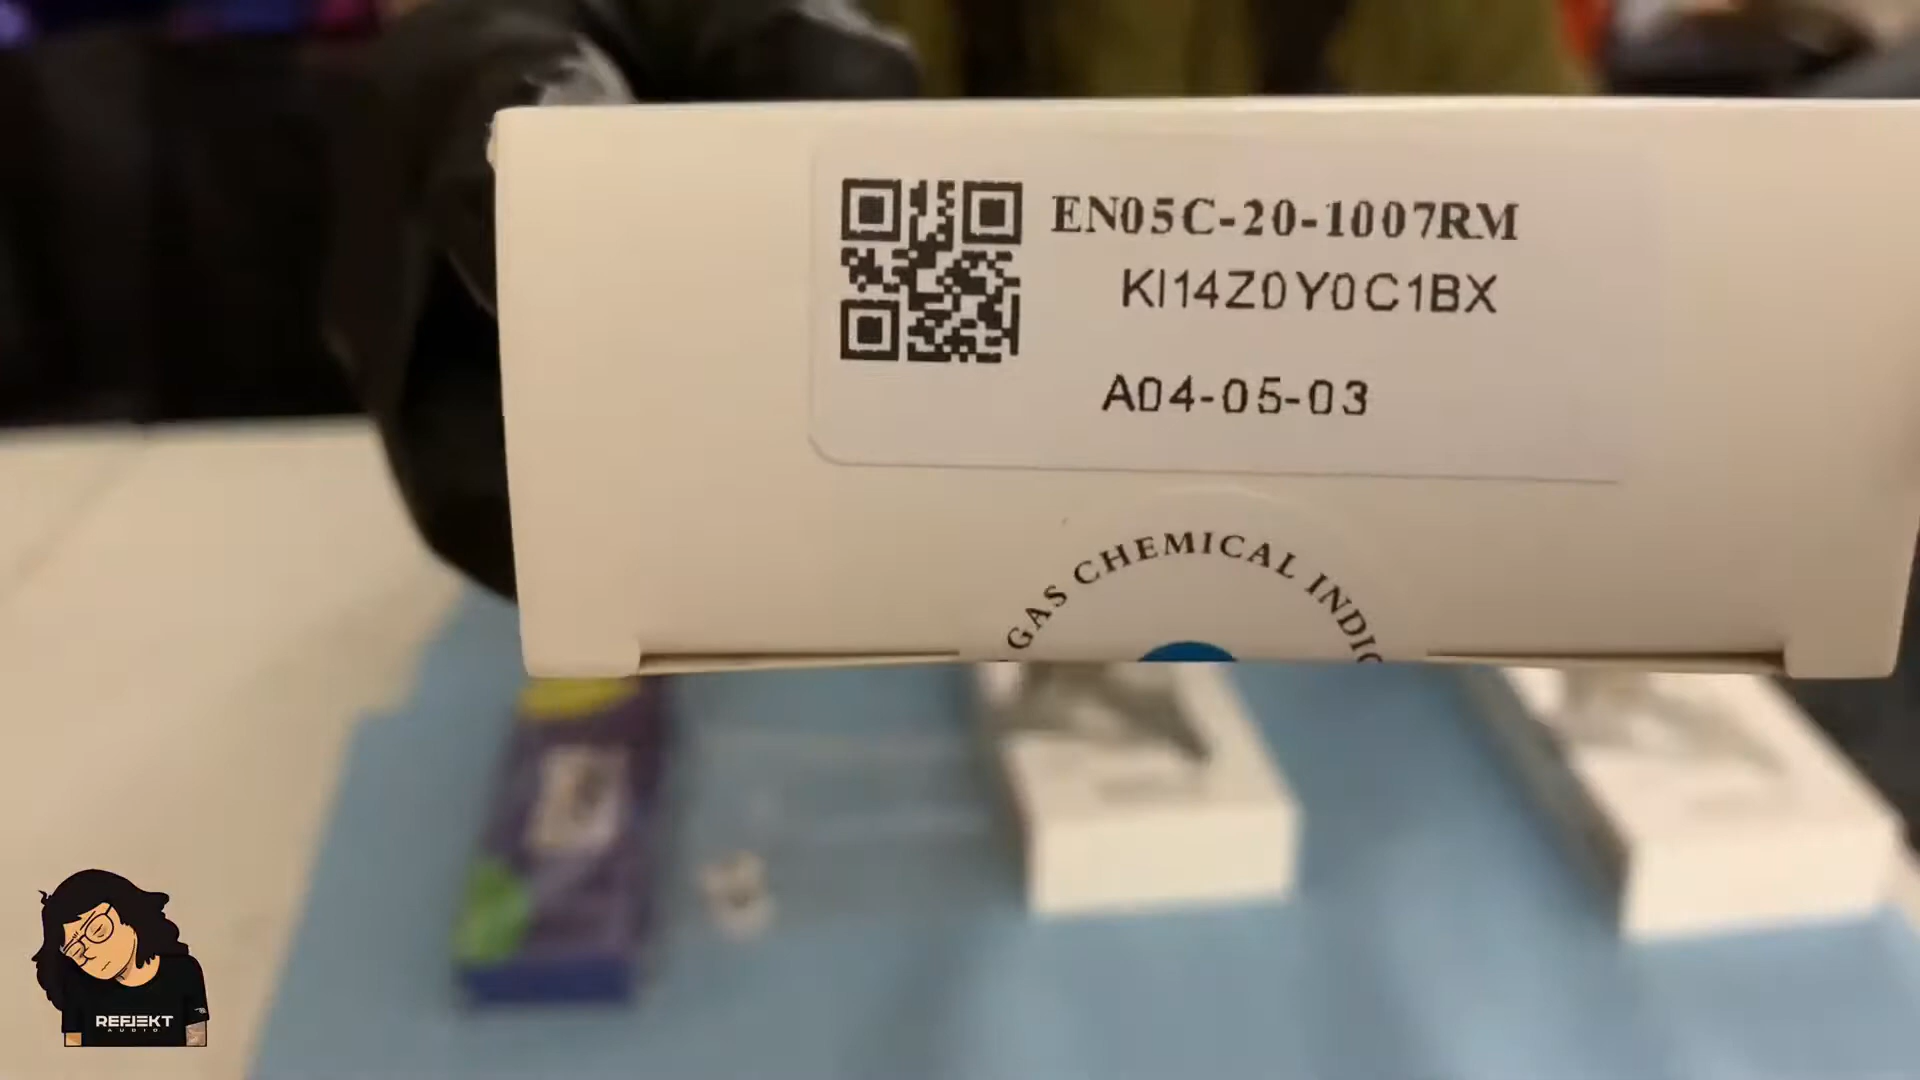 EN05C-20-1007RM
KI14Z0Y0C1BX
A04-05-03
GAS CHEMICAL INDIC
REFLEKT
AUDIO